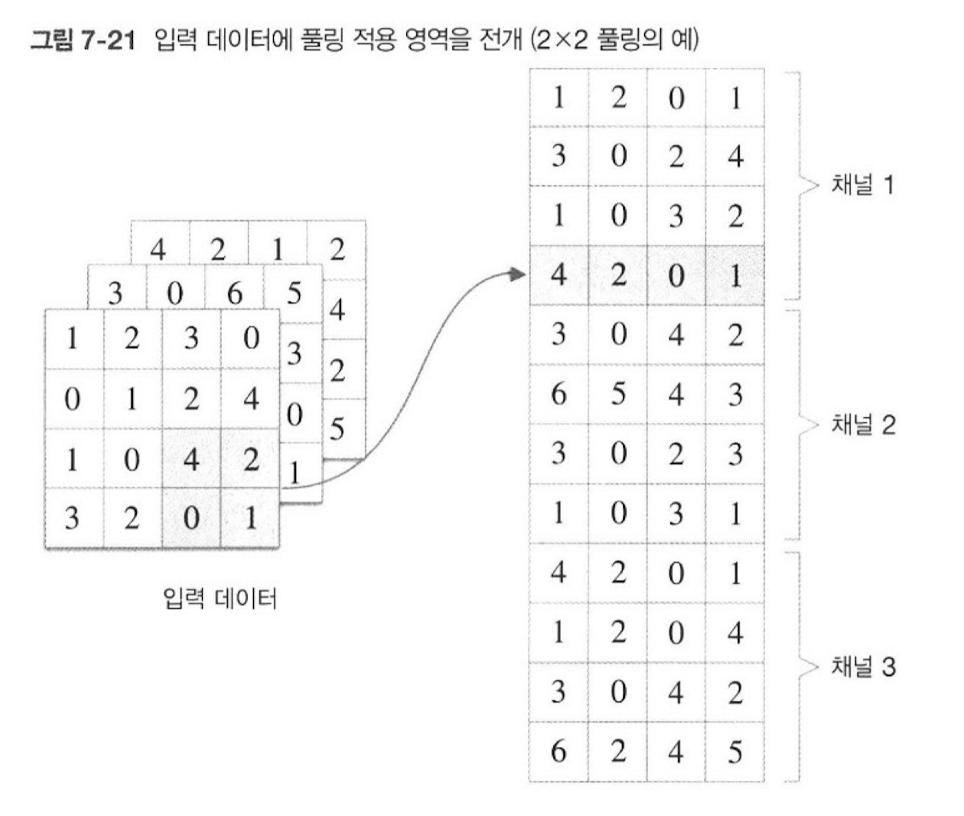 그림 7-21 입력 데이터에 풀링 적용 영역을 전개 (2×2 풀링의 예)
4 2 1 2
4
2
5
3 0 6 5
3
0
1
1 2 3 0
0 1 2 4
1 0 4 2
3 2 0 1
입력 데이터
1 2 0 1
3 0 2 4
1 0 3 2
4 2 0 1
채널 1
3 0 4 2
6 5 4 3
3 0 2 3
1 0 3 1
채널 2
4 2 0 1
1 2 0 4
3 0 4 2
6 2 4 5
채널 3